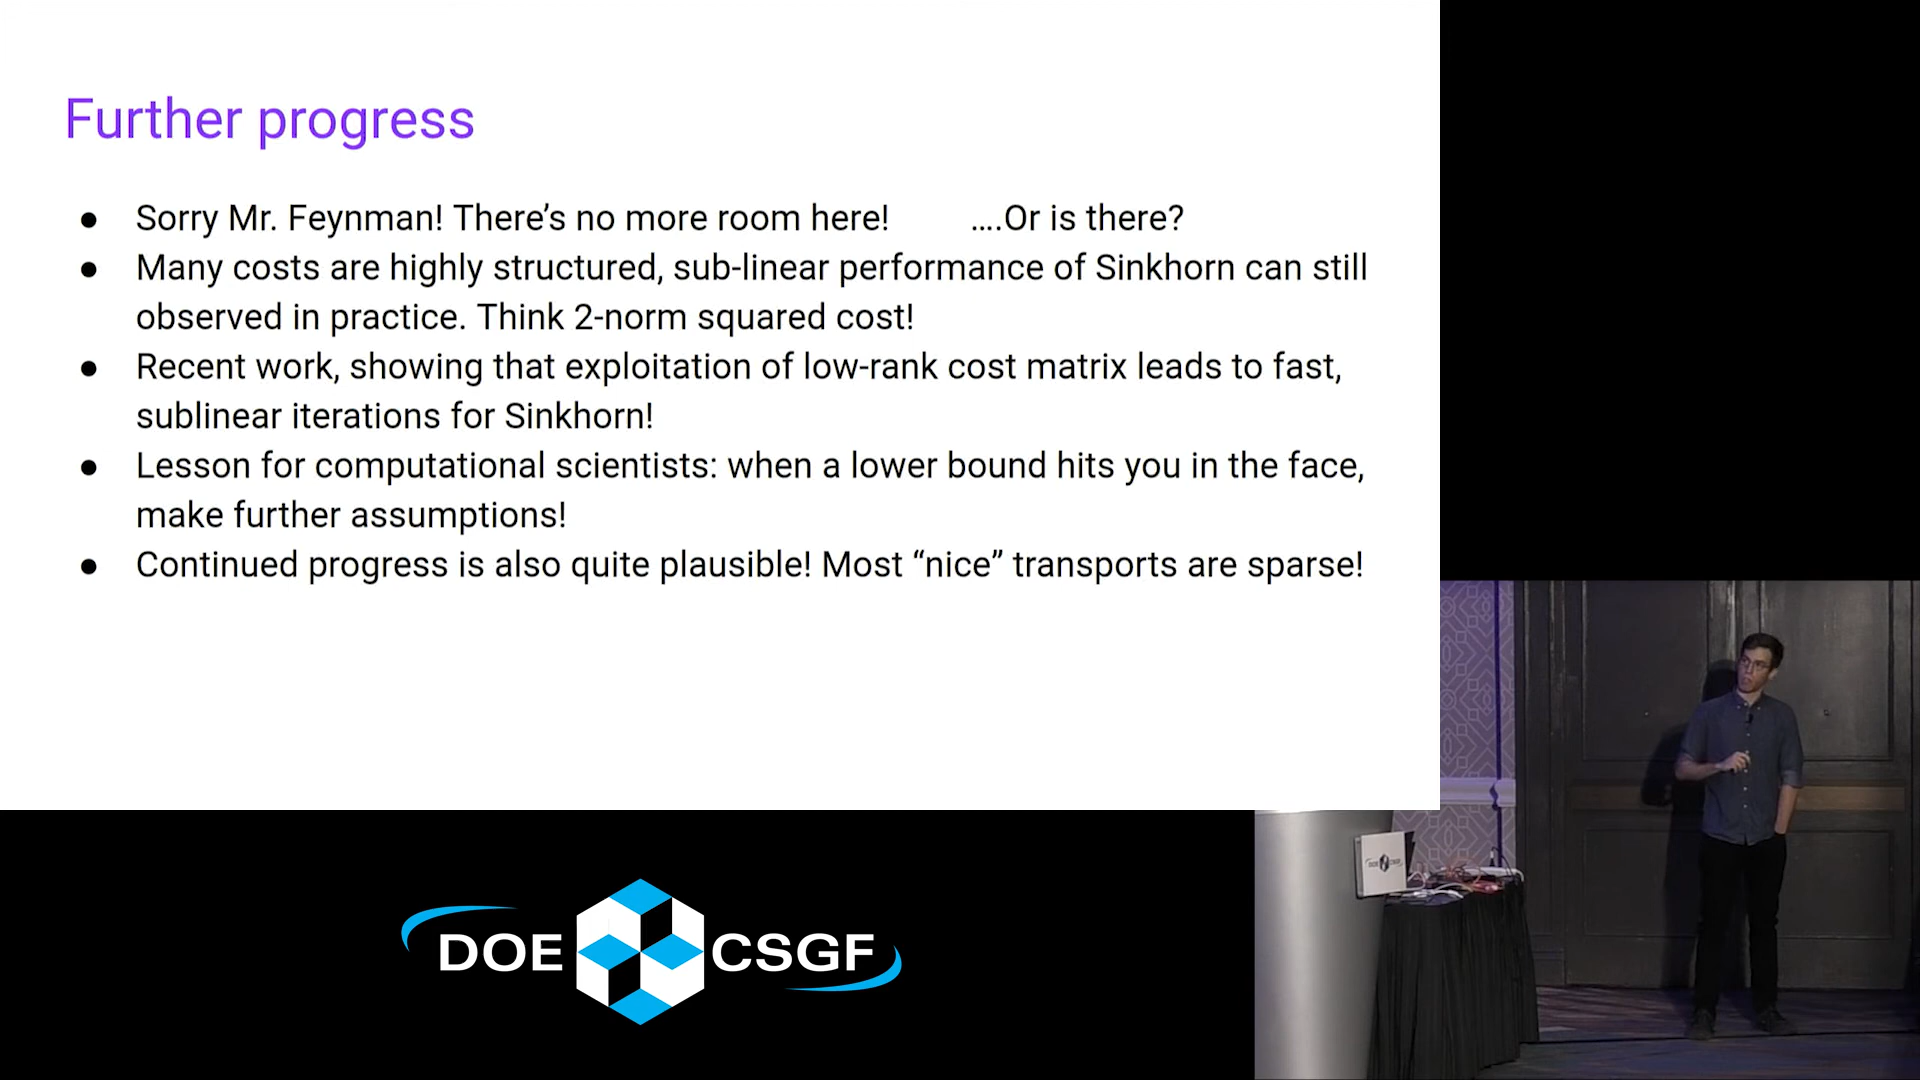 Further progress
● Sorry Mr. Feynman! There’s no more room here! ....Or is there?
● Many costs are highly structured, sub-linear performance of Sinkhorn can still
observed in practice. Think 2-norm squared cost!
● Recent work, showing that exploitation of low-rank cost matrix leads to fast,
sublinear iterations for Sinkhorn!
● Lesson for computational scientists: when a lower bound hits you in the face,
make further assumptions!
● Continued progress is also quite plausible! Most “nice” transports are sparse!
DOE CSGF
DOE CSGF